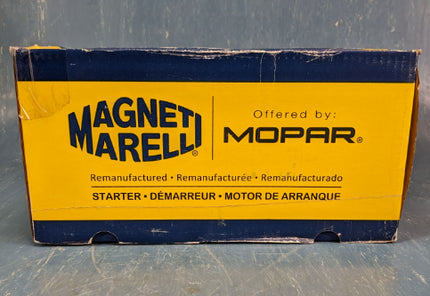 MAGNETI
MARELLI®
Offered by:
MOPAR®
Remanufactured • Remanufacturée • Remanufacturado
STARTER • DÉMARREUR • MOTOR DE ARRANQUE